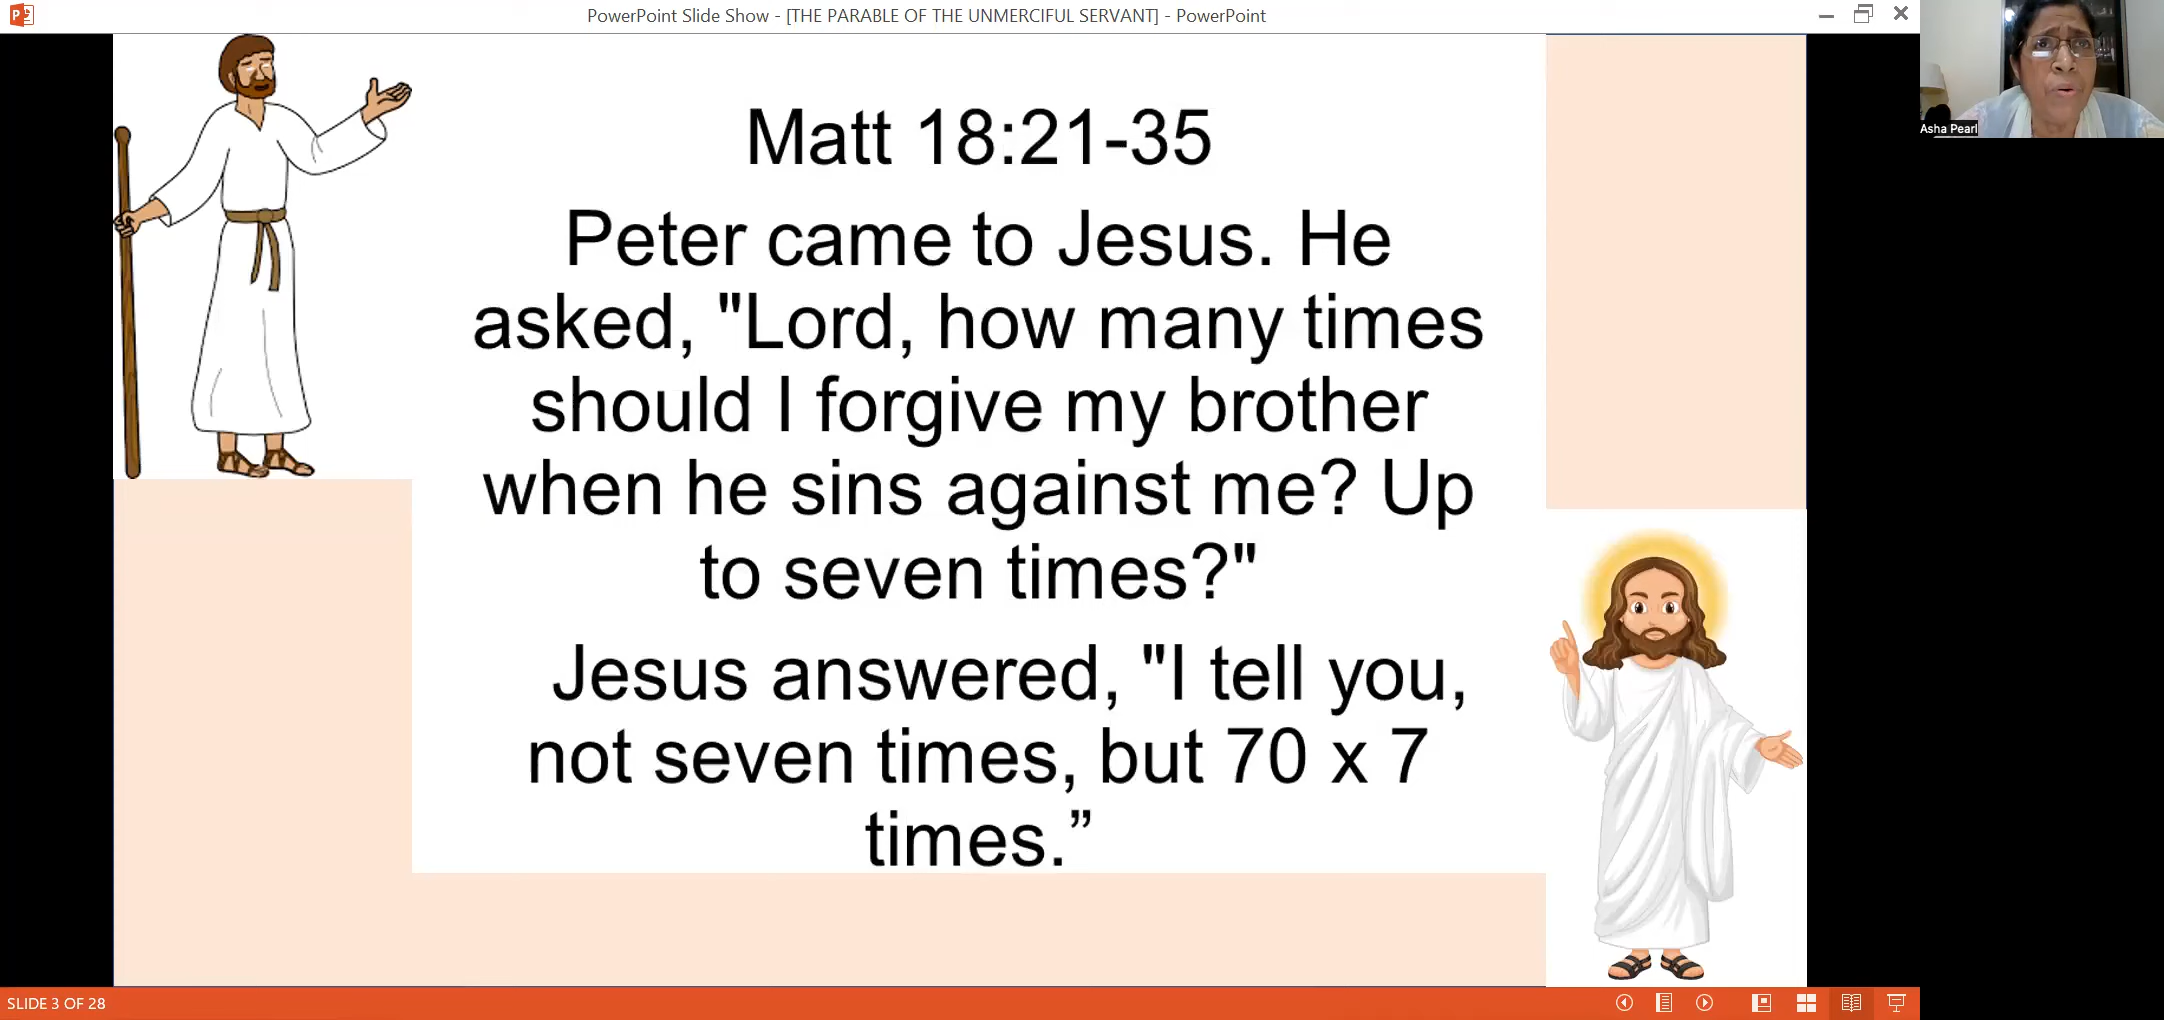 PowerPoint Slide Show - [THE PARABLE OF THE UNMERCIFUL SERVANT] - PowerPoint
Asha Pearl
Matt 18:21-35
Peter came to Jesus. He
asked, "Lord, how many times
should I forgive my brother
when he sins against me? Up
to seven times?"
Jesus answered, "I tell you,
not seven times, but 70 x 7
times.”
SLIDE 3 OF 28